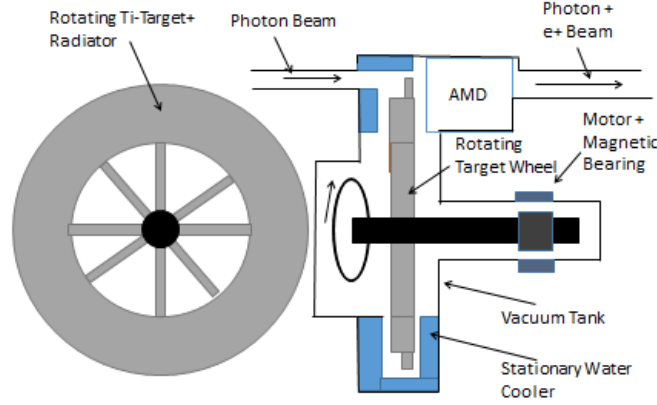 Rotating Ti-Target+
Radiator
Photon Beam
Photon +
e+ Beam
AMD
Motor +
Magnetic
Bearing
Rotating
Target Wheel
Vacuum Tank
Stationary Water
Cooler